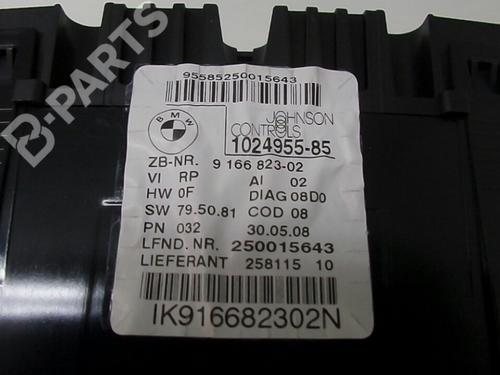 B-PARTS
95585250015643
BMW
JOHNSON
CONTROLS
1024955-85
ZB-NR. 9 166 823-02
VI RP AI 02
HW 0F DIAG 08D0
SW 79.50.81 COD 08
PN 032 30.05.08
LFND. NR. 250015643
LIEFERANT 258115 10
IK916682302N
B-PARTS